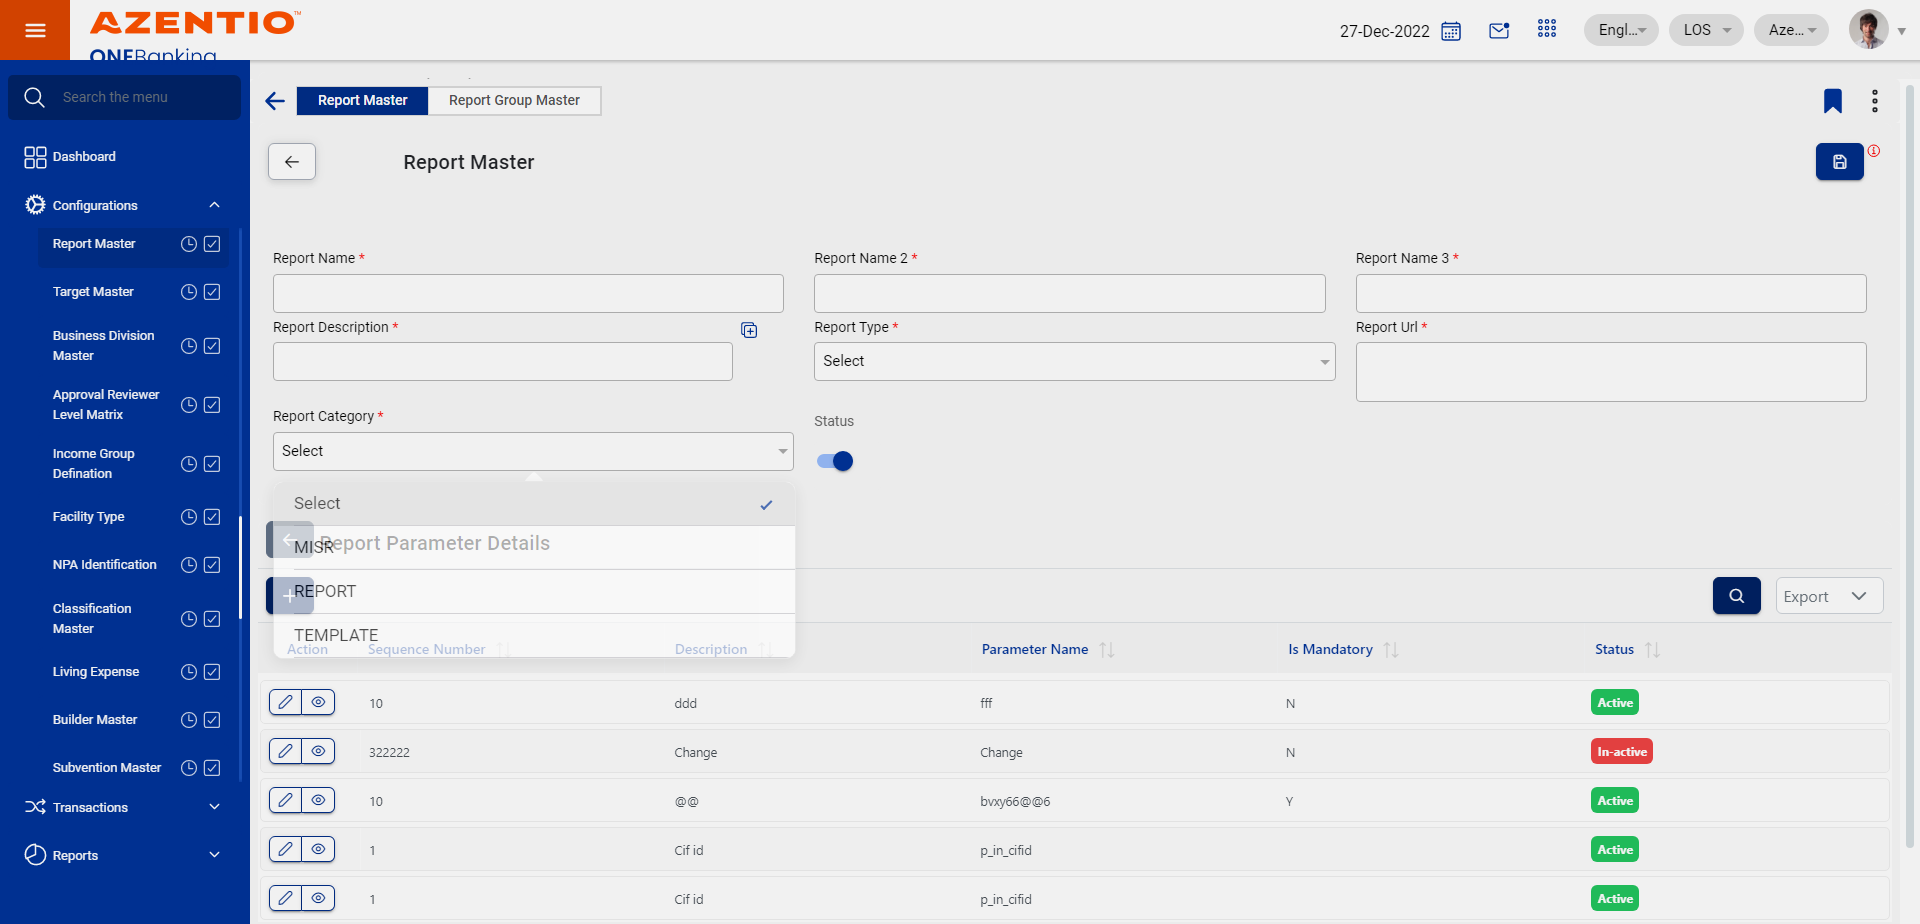 AZENTIO™
ONEBanking
27-Dec-2022
Engl...
LOS
Aze...
Search the menu
Dashboard
Configurations
Report Master
Target Master
Business Division
Master
Approval Reviewer
Level Matrix
Income Group
Defination
Facility Type
NPA Identification
Classification
Master
Living Expense
Builder Master
Subvention Master
Transactions
Reports
Report Master
Report Group Master
Report Master
Report Name *
Report Name 2 *
Report Name 3 *
Report Description *
Report Type *
Report Url *
Select
Report Category *
Status
Select
Select
MISR
Report Parameter Details
REPORT
TEMPLATE
Export
Action
Sequence Number
Description
Parameter Name
Is Mandatory
Status
10 ddd fff N Active
322222 Change Change N In-active
10 @@ bvxy66@@6 Y Active
1 Cif id p_in_cifid Active
1 Cif id p_in_cifid Active